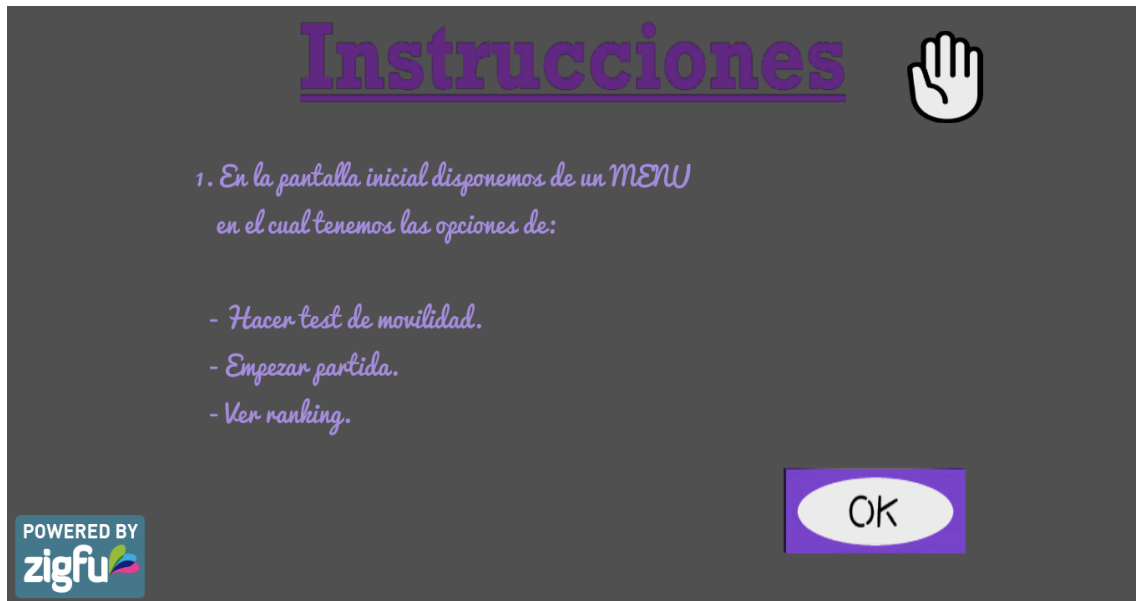 Instrucciones
1. En la pantalla inicial disponemos de un MENU
en el cual tenemos las opciones de:
- Hacer test de movilidad.
- Empezar partida.
- Ver ranking.
OK
POWERED BY
zigfu